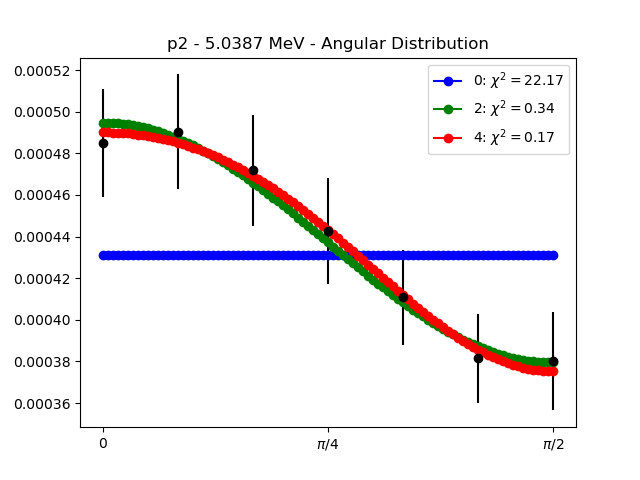 p2 - 5.0387 MeV - Angular Distribution
0.00052
0.00050
0.00048
0.00046
0.00044
0.00042
0.00040
0.00038
0.00036
0: χ² = 22.17
2: χ² = 0.34
4: χ² = 0.17
0
π/4
π/2